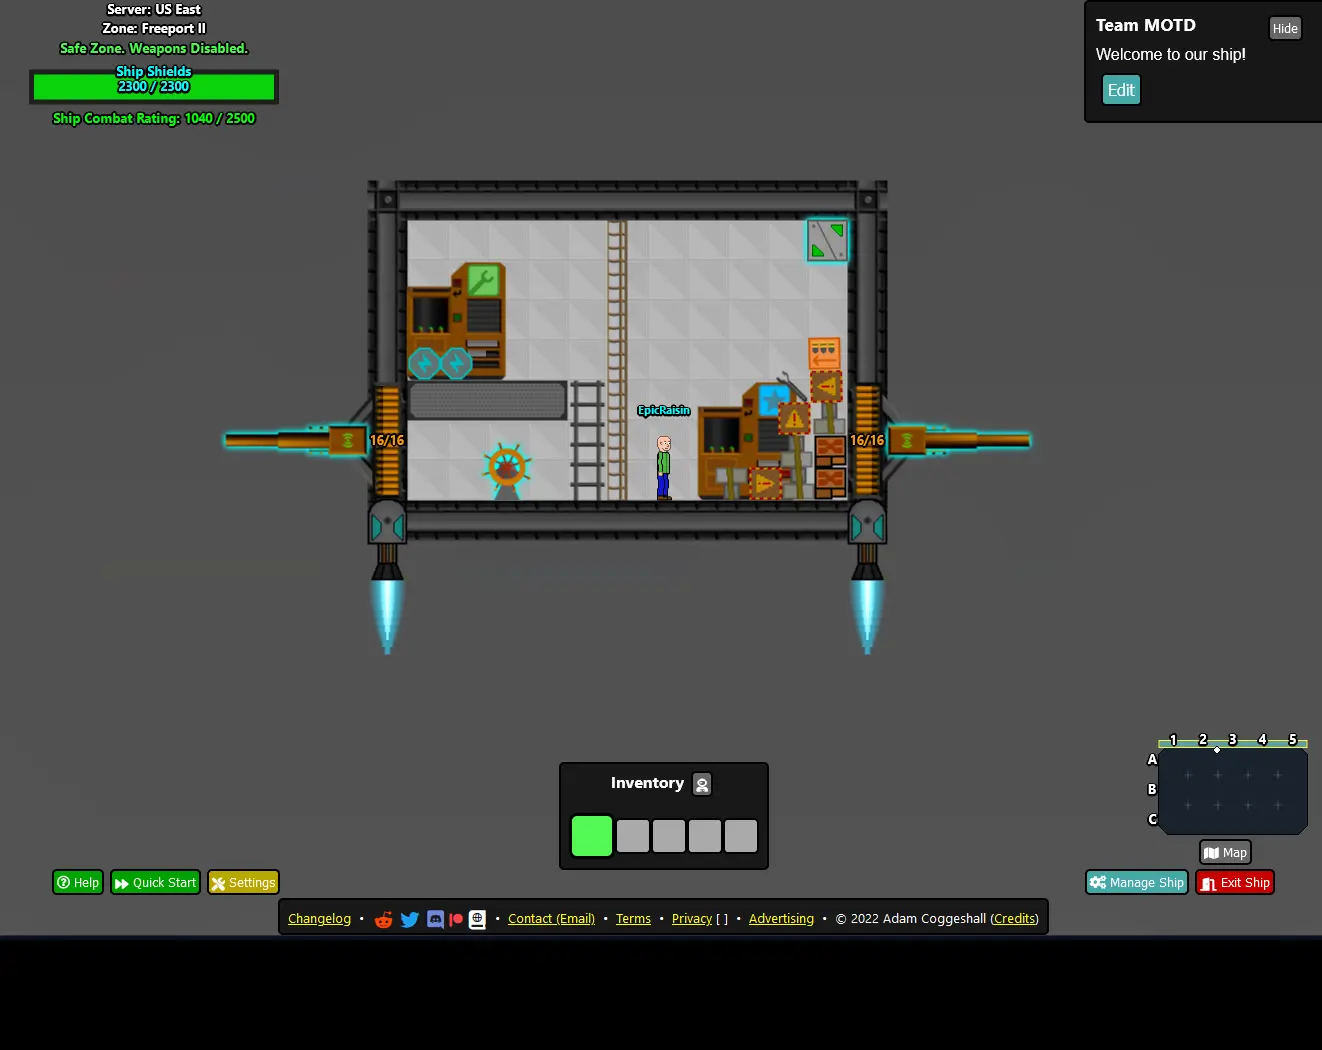 Server: US East
Zone: Freeport II
Safe Zone. Weapons Disabled.
Ship Shields
2300 / 2300
Ship Combat Rating: 1040 / 2500
Team MOTD
Hide
Welcome to our ship!
Edit
EpicRaisin
16/16
16/16
1 2 3 4 5
A
B
C
Inventory
Map
Help
Quick Start
Settings
Manage Ship
Exit Ship
Changelog • • Contact (Email) • Terms • Privacy [ ] • Advertising • © 2022 Adam Coggeshall (Credits)